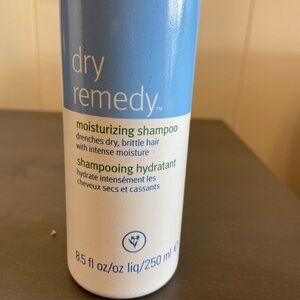 dry
remedy™
moisturizing shampoo
drenches dry, brittle hair
with intense moisture
shampooing hydratant
hydrate intensément les
cheveux secs et cassants
8.5 fl oz/oz liq/250 ml e